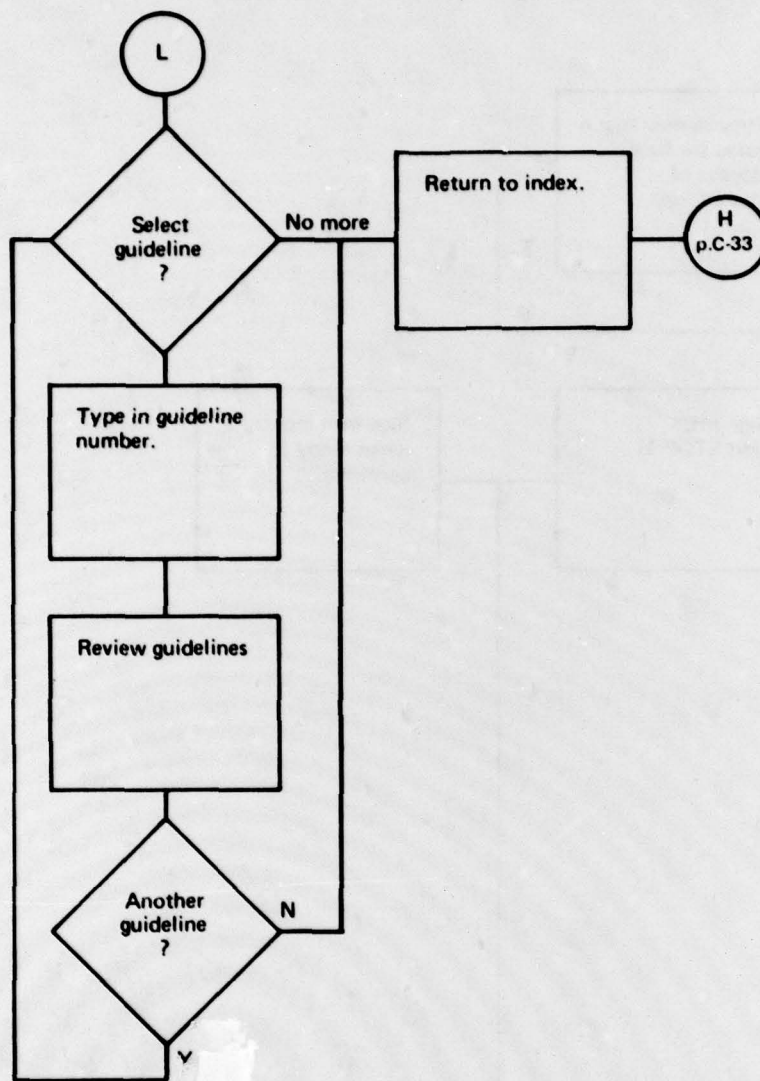 L
Select
guideline
?
No more
Return to index.
H
p.C-33
Type in guideline
number.
Review guidelines
Another
guideline
?
N
Y